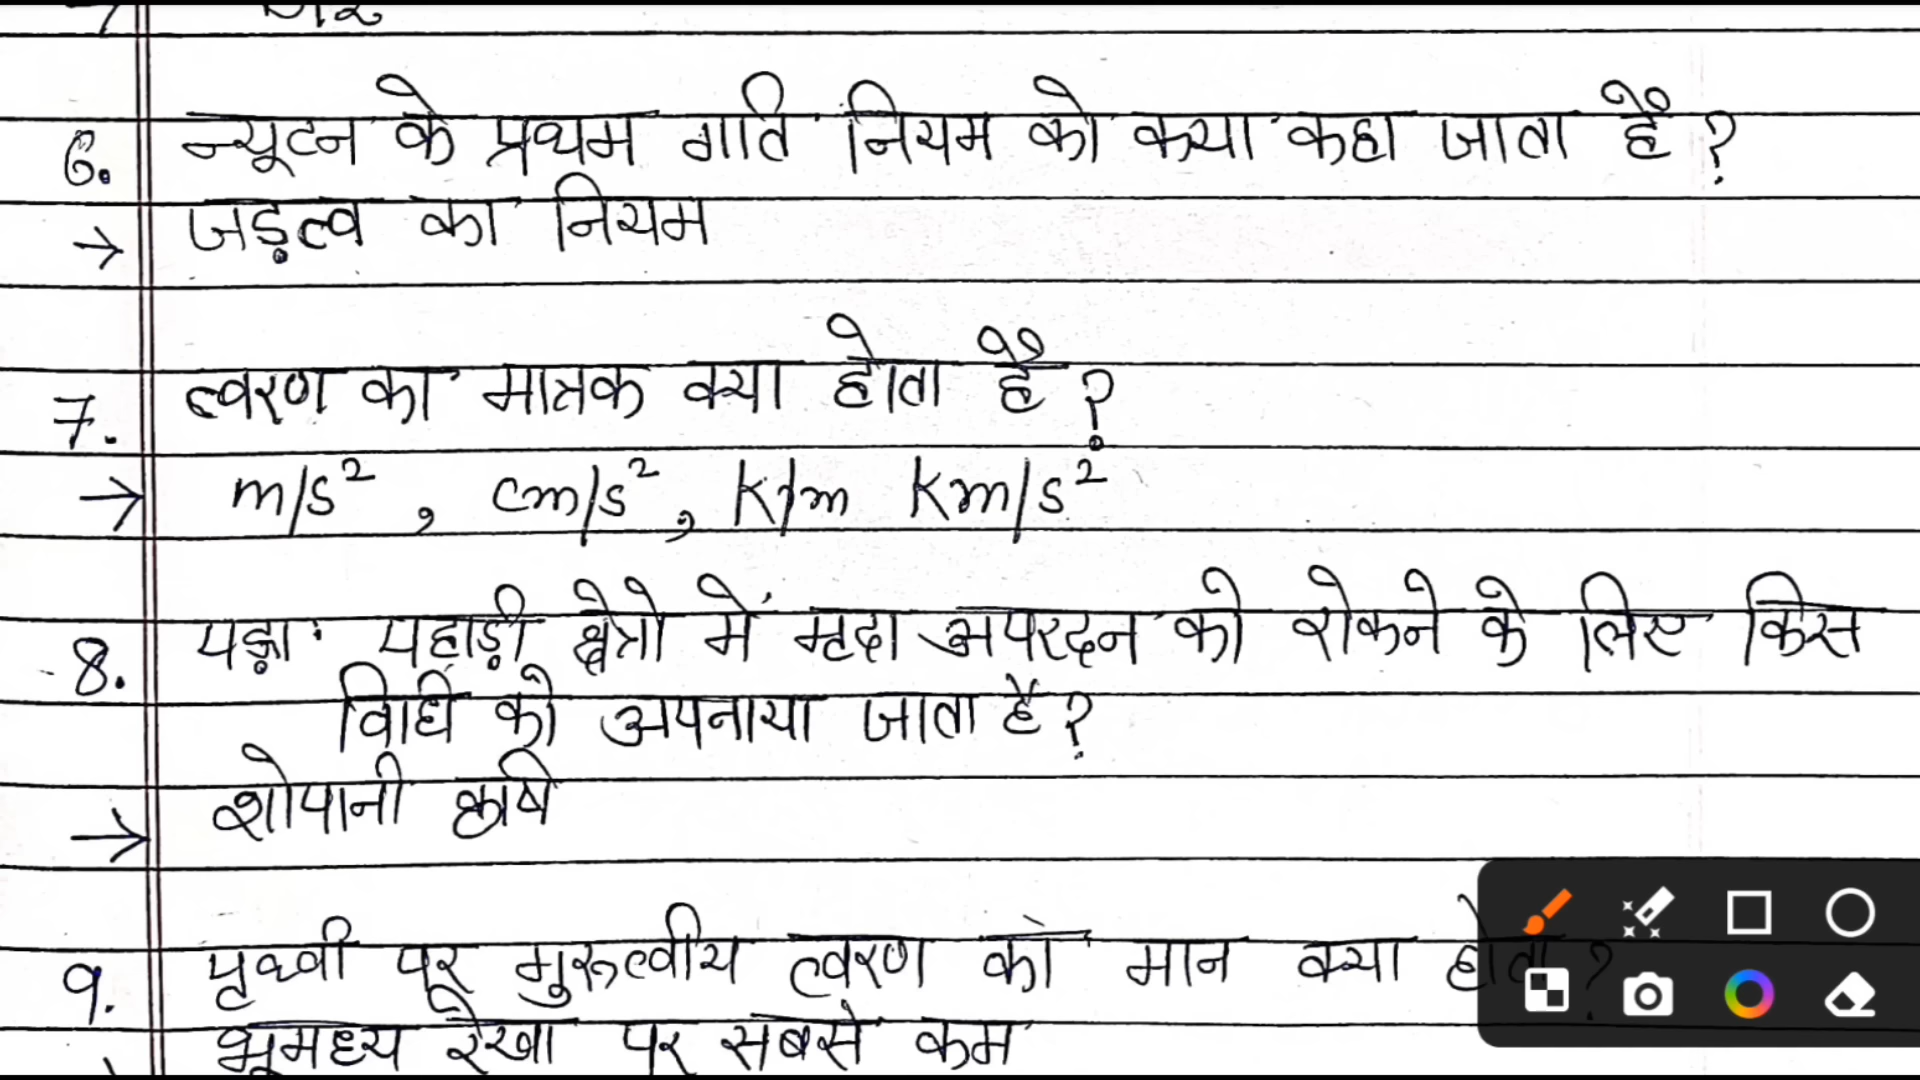 6. न्यूटन के प्रथम गति नियम को क्या कहा जाता है?
→ जड़त्व का नियम
7. त्वरण का मात्रक क्या होता है?
→ m/s², cm/s², Km/s²
8. पहाड़ी क्षेत्रो में मृदा अपरदन को रोकने के लिए किस
विधि को अपनाया जाता है?
→ शोपानी कृषि
9. पृथ्वी पर गुरुत्वीय त्वरण का मान क्या होता ?
भूमध्य रेखा पर सबसे कम